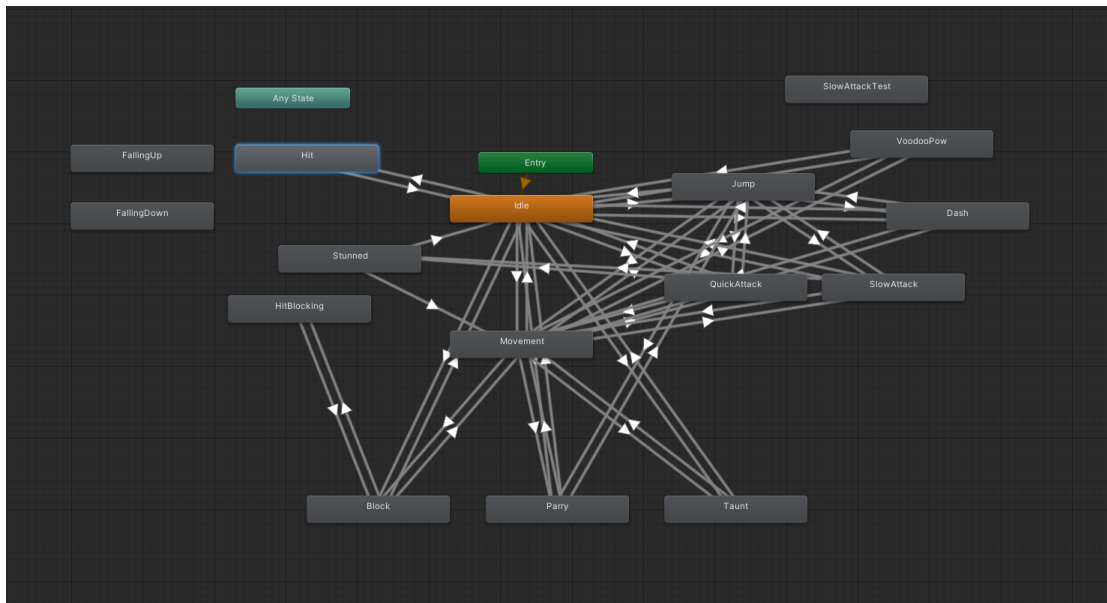 SlowAttackTest
Any State
VoodooPow
FallingUp
Hit
Entry
Jump
Idle
FallingDown
Dash
Stunned
QuickAttack
SlowAttack
HitBlocking
Movement
Block
Parry
Taunt